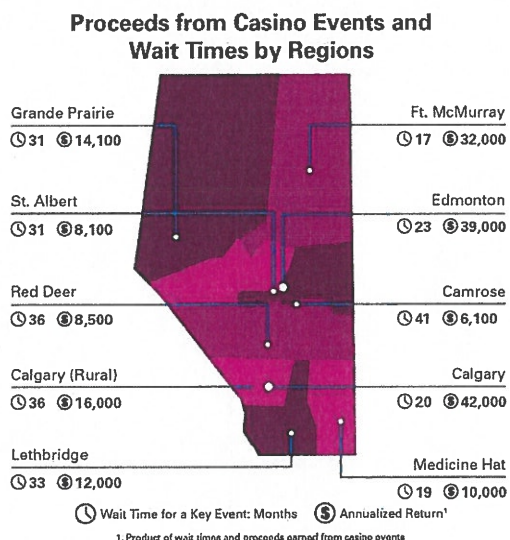 Proceeds from Casino Events and
Wait Times by Regions
Grande Prairie
31 $14,100
Ft. McMurray
17 $32,000
St. Albert
31 $8,100
Edmonton
23 $39,000
Red Deer
36 $8,500
Camrose
41 $6,100
Calgary (Rural)
36 $16,000
Calgary
20 $42,000
Lethbridge
33 $12,000
Medicine Hat
19 $10,000
Wait Time for a Key Event: Months $ Annualized Return¹
1. Product of wait times and proceeds earned from casino events